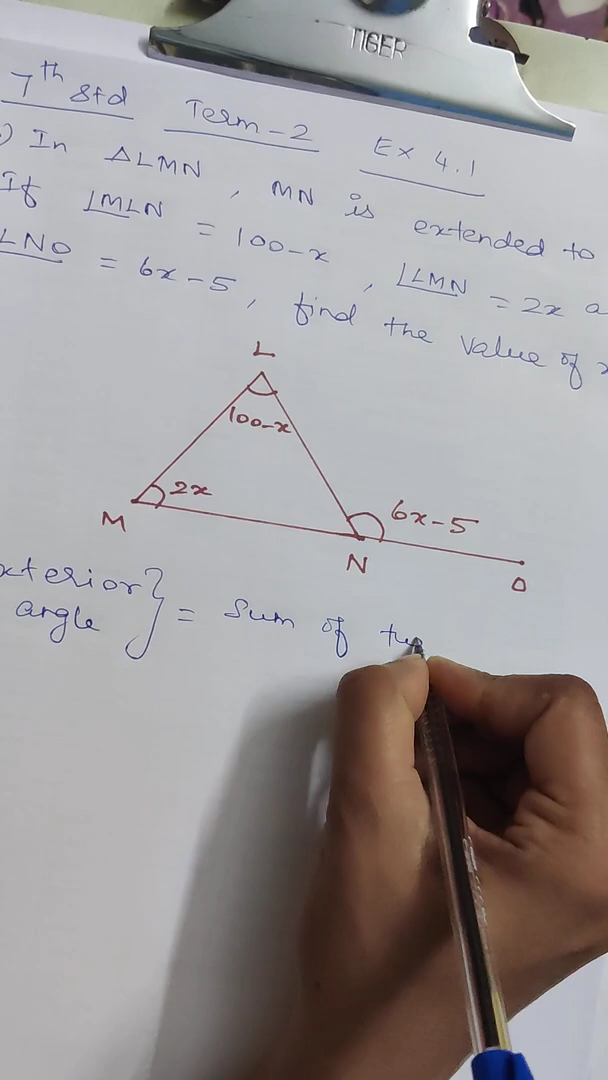 TIGER
7th Std Term-2 Ex 4.1
) In ΔLMN, MN is extended to
If ∠MLN = 100-x, ∠LMN = 2x a
LNO = 6x-5, find the value of x
L
100-x
2x
6x-5
M
N
O
xterior }
angle } = Sum of tw